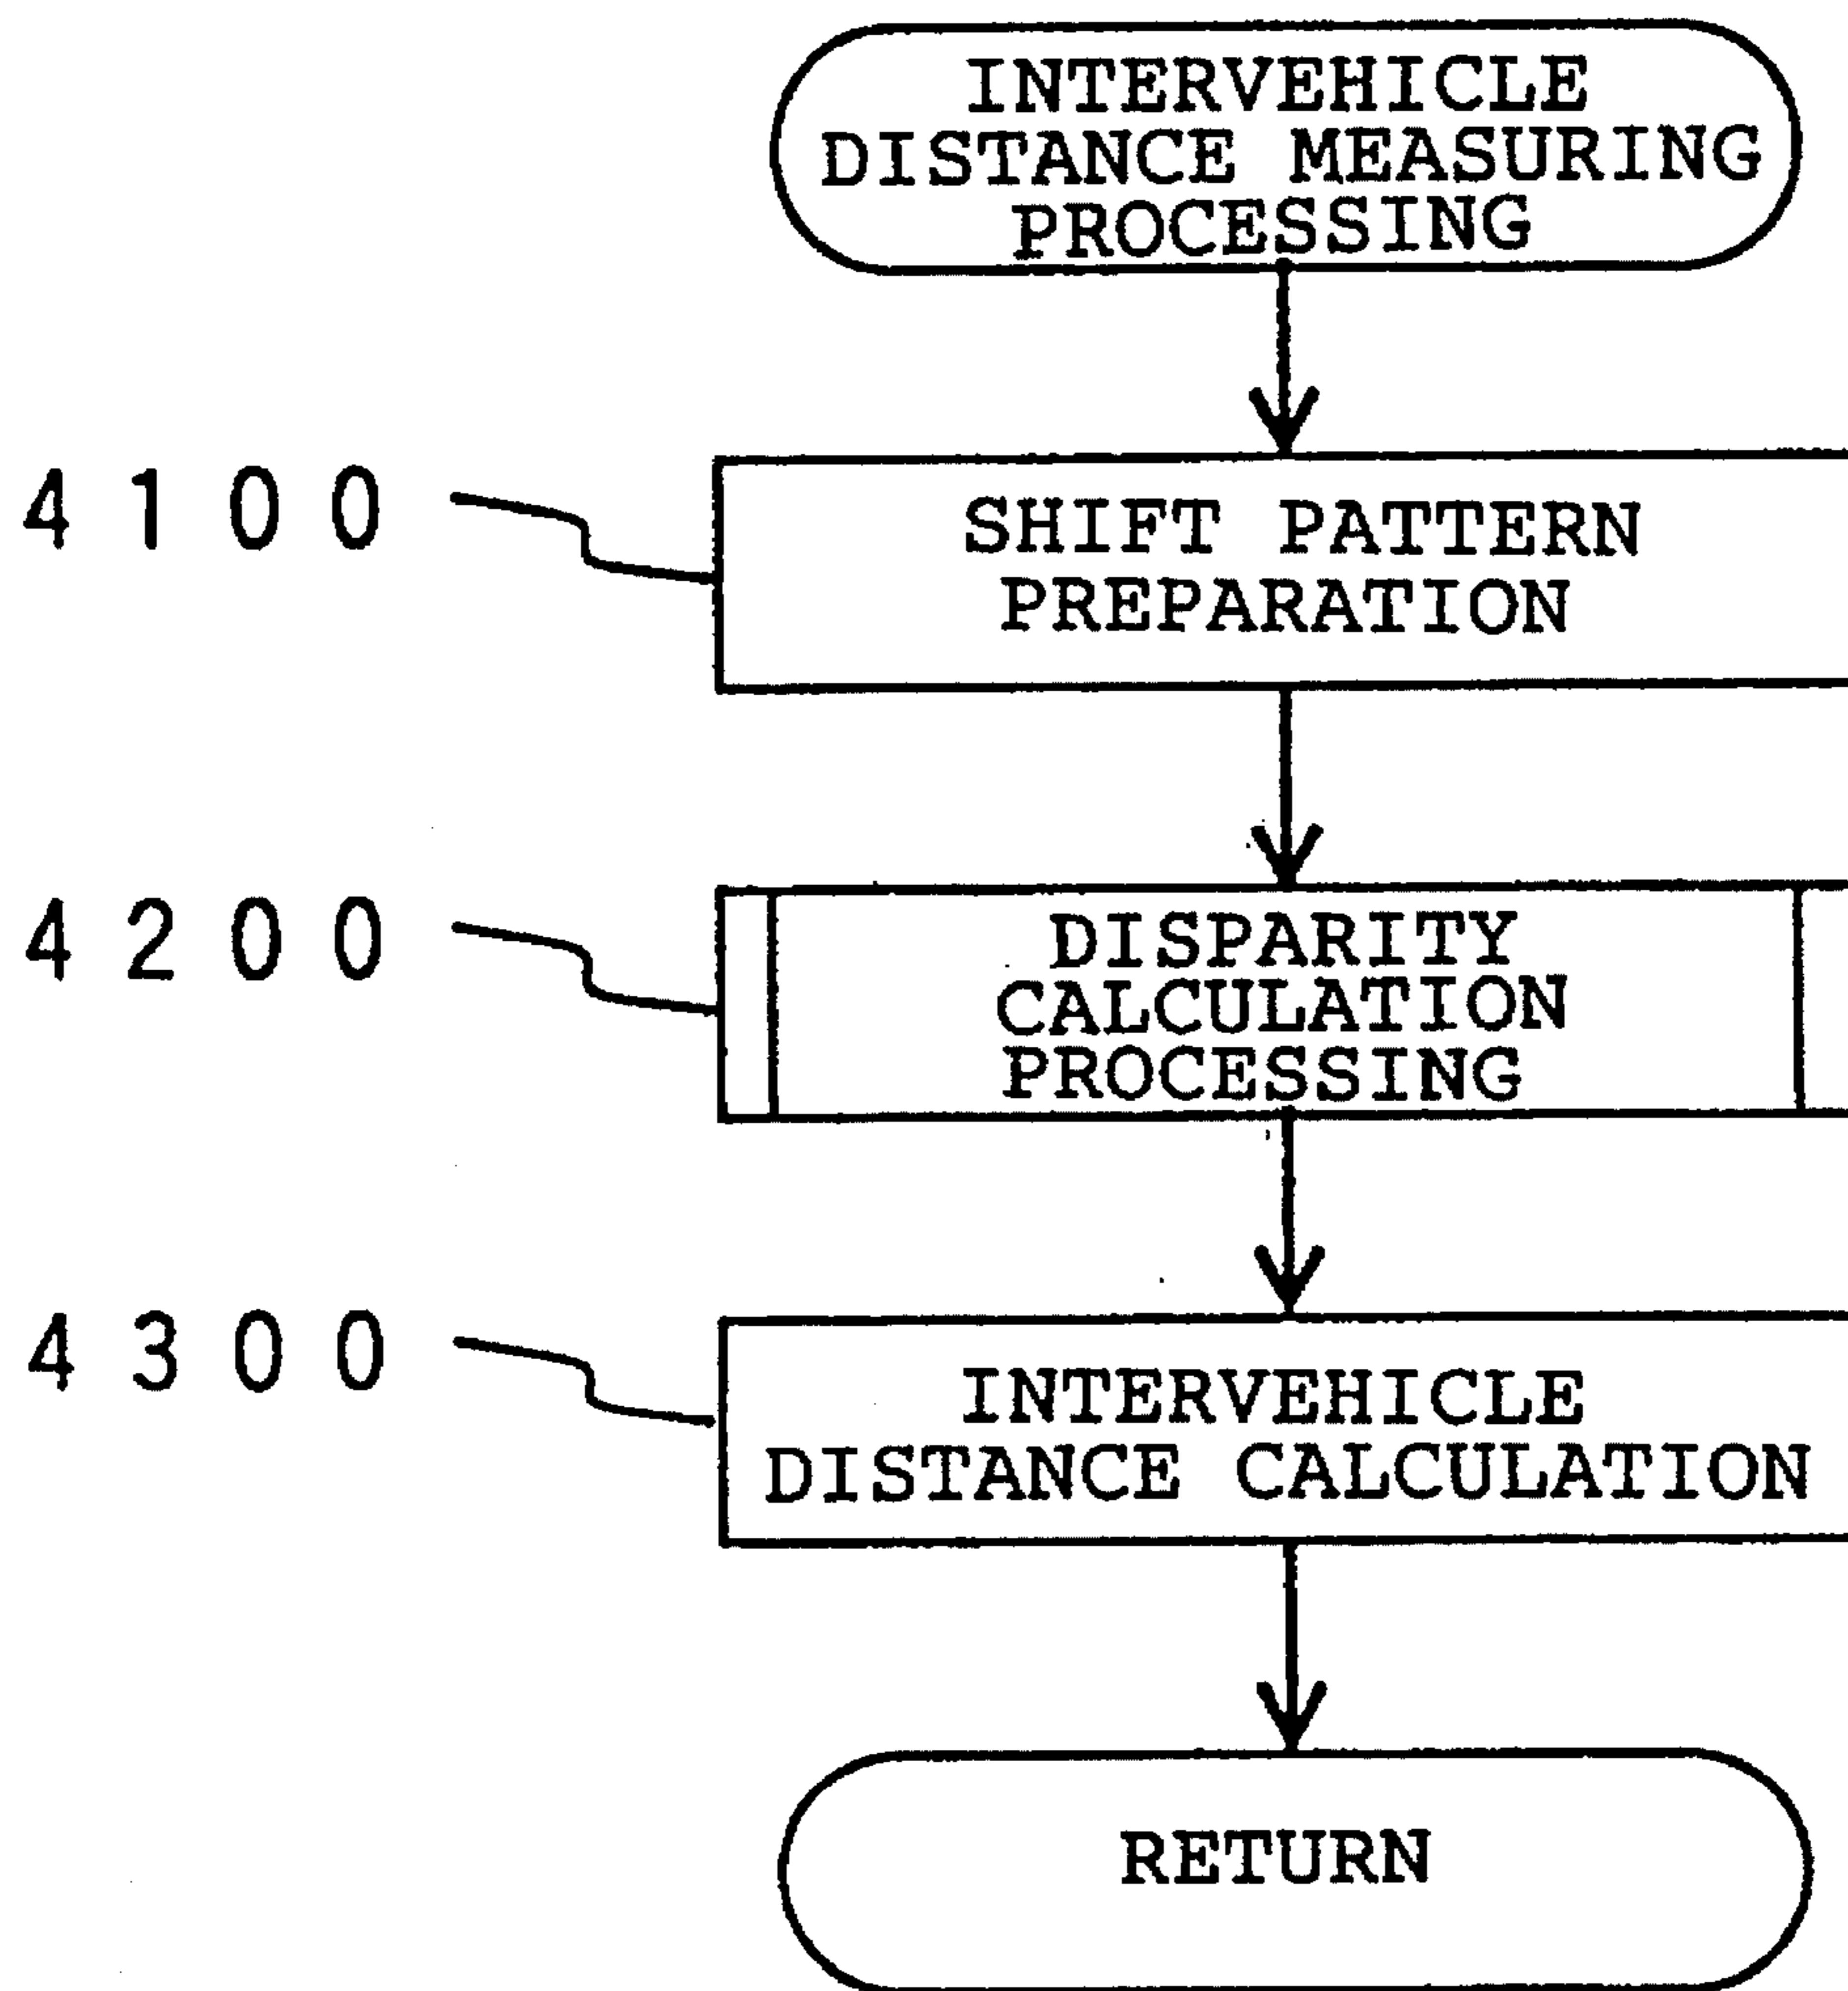 INTERVEHICLE
DISTANCE MEASURING
PROCESSING
4100
SHIFT PATTERN
PREPARATION
4200
DISPARITY
CALCULATION
PROCESSING
4300
INTERVEHICLE
DISTANCE CALCULATION
RETURN